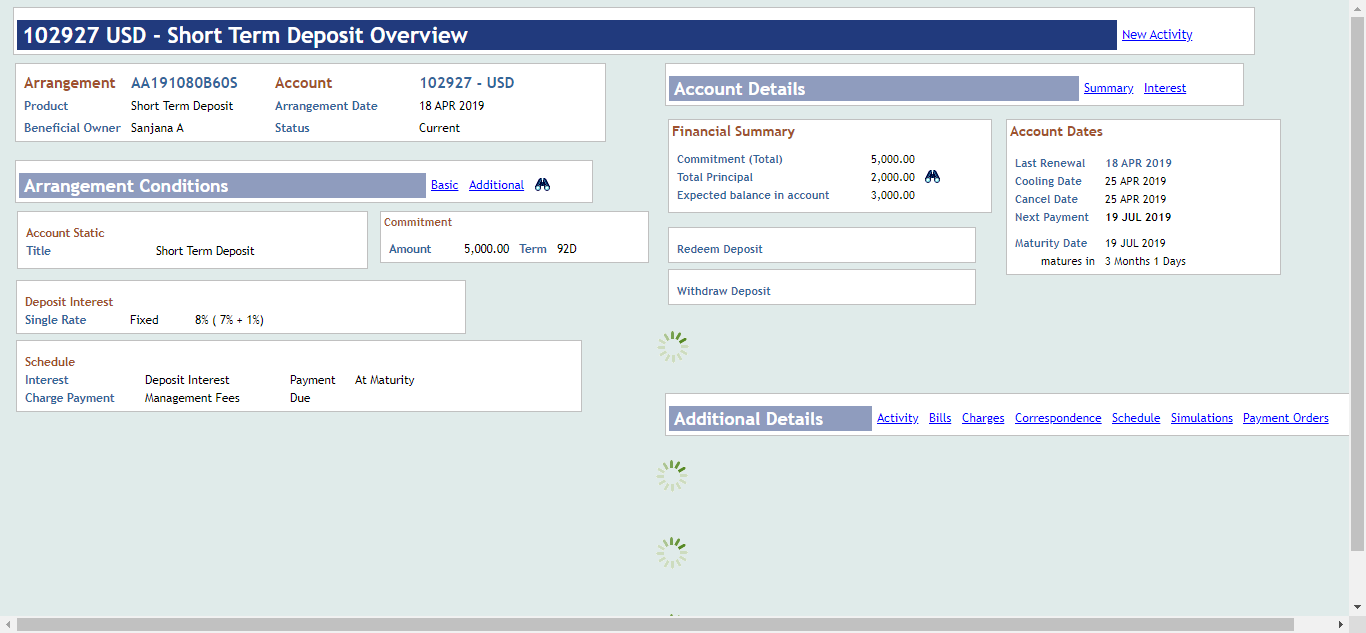 102927 USD - Short Term Deposit Overview New Activity
Arrangement AA191080B60S Account 102927 - USD
Product Short Term Deposit Arrangement Date 18 APR 2019
Beneficial Owner Sanjana A Status Current
Arrangement Conditions Basic Additional
Account Static
Title Short Term Deposit
Commitment
Amount 5,000.00 Term 92D
Deposit Interest
Single Rate Fixed 8% ( 7% + 1%)
Schedule
Interest Deposit Interest Payment At Maturity
Charge Payment Management Fees Due
Account Details Summary Interest
Financial Summary
Commitment (Total) 5,000.00
Total Principal 2,000.00
Expected balance in account 3,000.00
Redeem Deposit
Withdraw Deposit
Account Dates
Last Renewal 18 APR 2019
Cooling Date 25 APR 2019
Cancel Date 25 APR 2019
Next Payment 19 JUL 2019
Maturity Date 19 JUL 2019
matures in 3 Months 1 Days
Additional Details Activity Bills Charges Correspondence Schedule Simulations Payment Orders